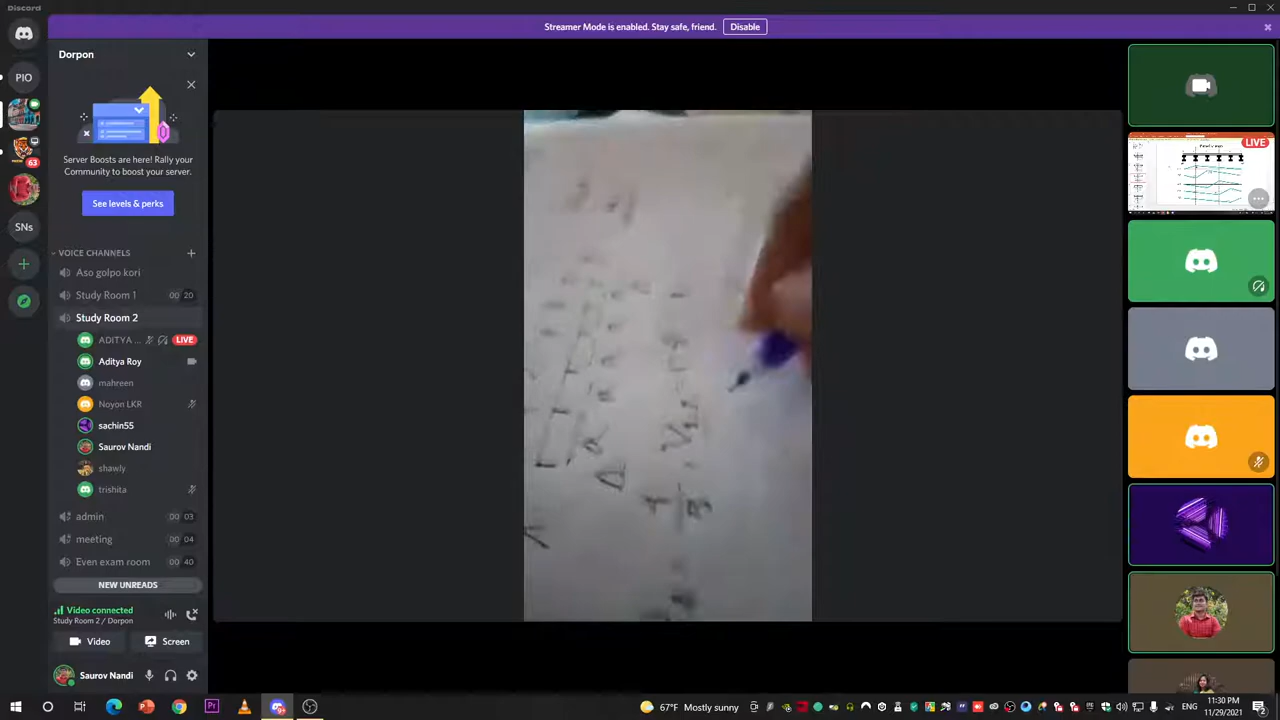 Discord
Streamer Mode is enabled. Stay safe, friend.
Disable
Dorpon
Server Boosts are here! Rally your
Community to boost your server.
See levels & perks
PIO
63
SNs
VOICE CHANNELS
Aso golpo kori
Study Room 1
00 20
Study Room 2
ADITYA ...
LIVE
Aditya Roy
mahreen
Noyon LKR
sachin55
Saurov Nandi
shawly
trishita
admin
00 03
meeting
00 04
Even exam room
00 40
NEW UNREADS
Video connected
Study Room 2 / Dorpon
Video
Screen
Saurov Nandi
LIVE
67°F Mostly sunny
ENG
11:30 PM
11/29/2021
2